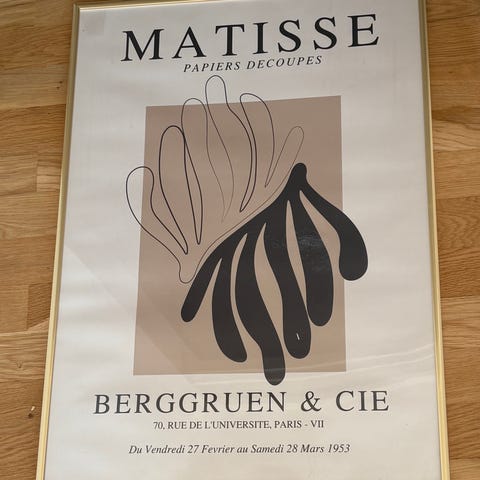 MATISSE
PAPIERS DECOUPES
BERGGRUEN & CIE
70, RUE DE L'UNIVERSITE, PARIS - VII
Du Vendredi 27 Fevrier au Samedi 28 Mars 1953